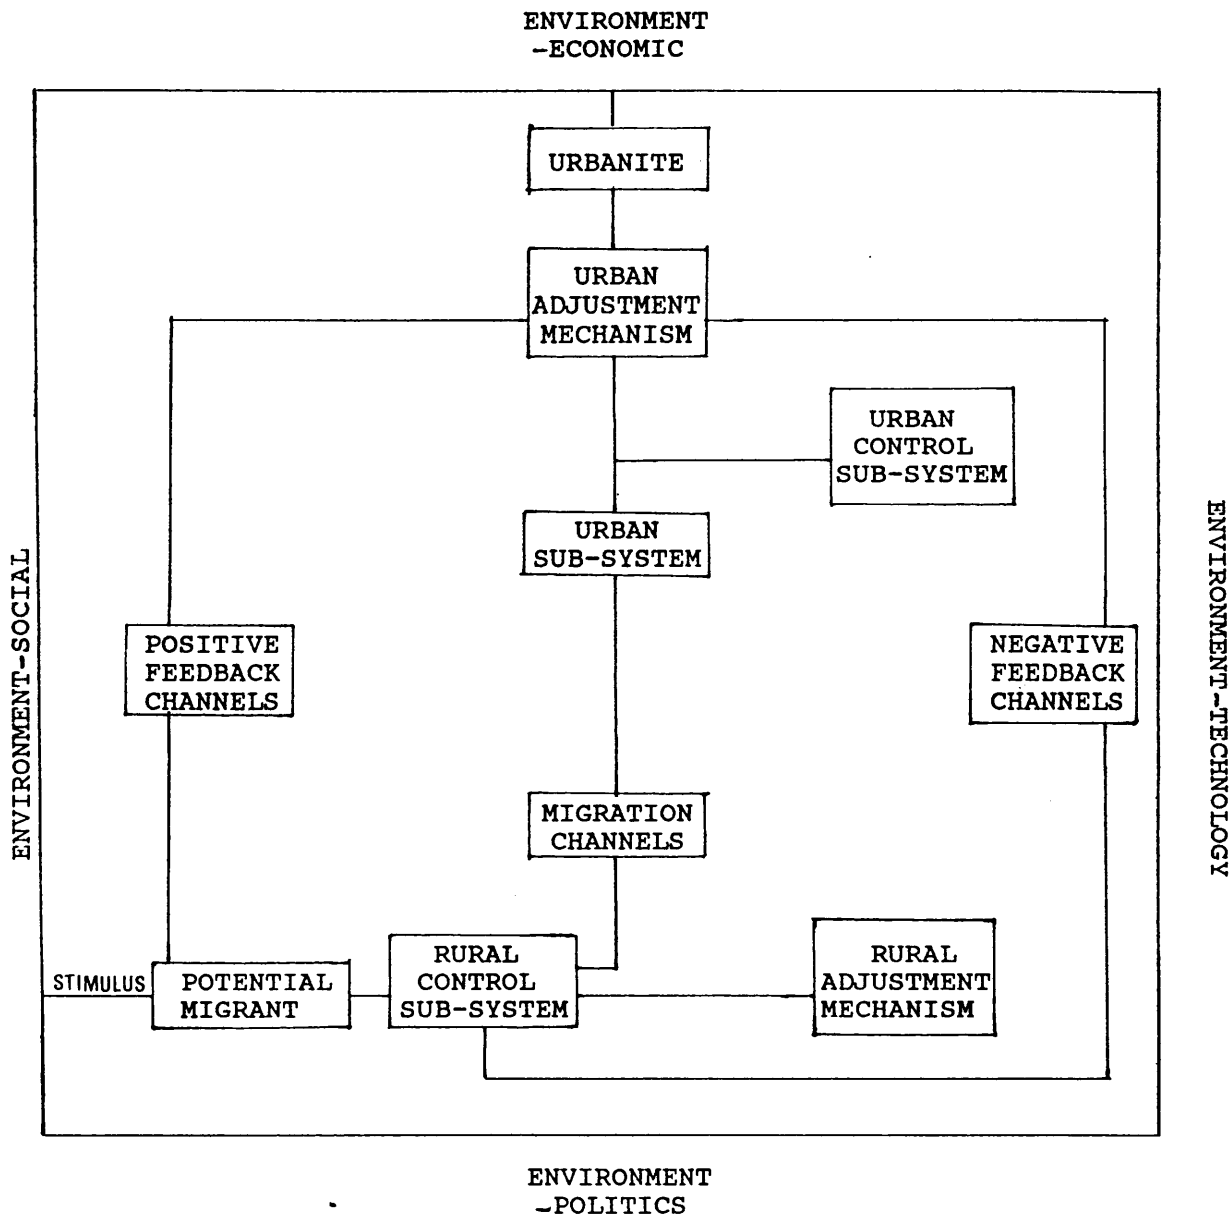 ENVIRONMENT
-ECONOMIC
URBANITE
URBAN
ADJUSTMENT
MECHANISM
URBAN
CONTROL
SUB-SYSTEM
URBAN
SUB-SYSTEM
ENVIRONMENT-SOCIAL
POSITIVE
FEEDBACK
CHANNELS
NEGATIVE
FEEDBACK
CHANNELS
ENVIRONMENT-TECHNOLOGY
MIGRATION
CHANNELS
STIMULUS
POTENTIAL
MIGRANT
RURAL
CONTROL
SUB-SYSTEM
RURAL
ADJUSTMENT
MECHANISM
ENVIRONMENT
-POLITICS